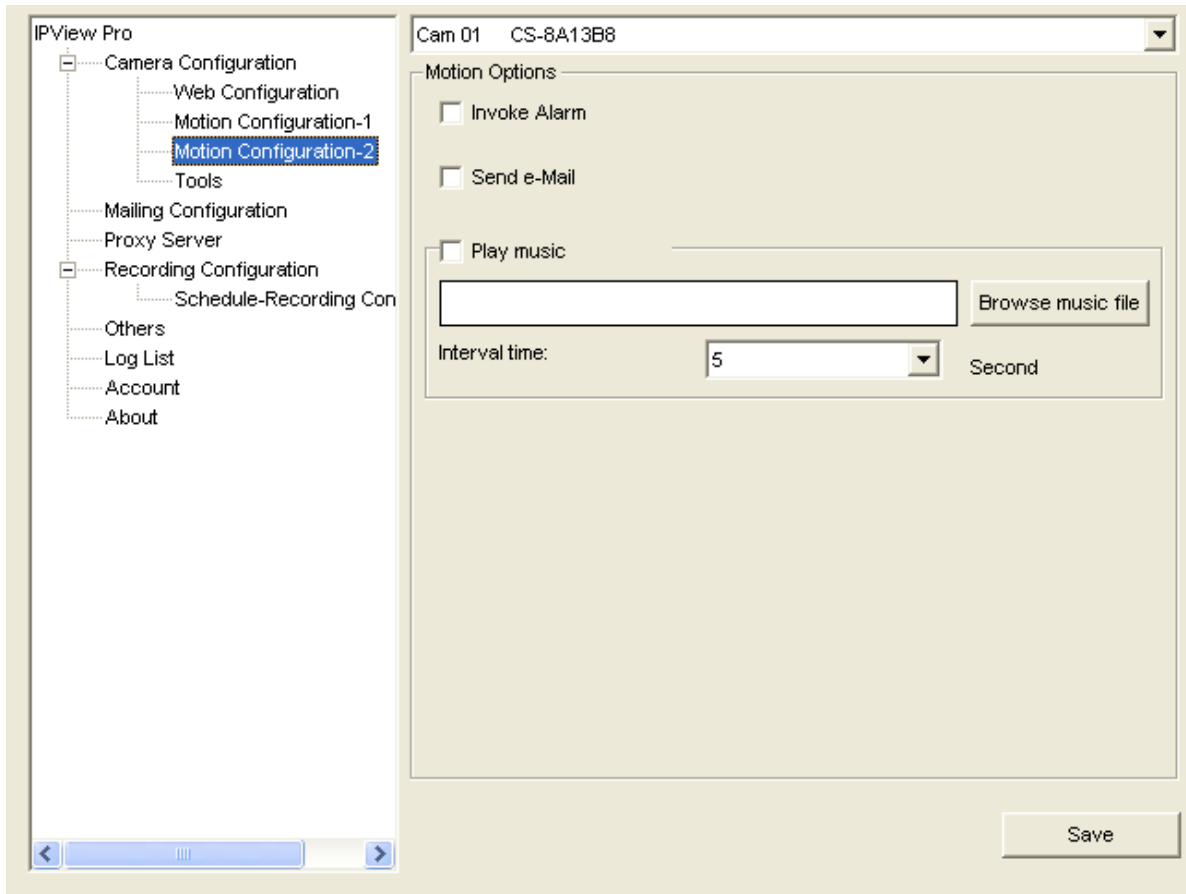 IPView Pro
Camera Configuration
Web Configuration
Motion Configuration-1
Motion Configuration-2
Tools
Mailing Configuration
Proxy Server
Recording Configuration
Schedule-Recording Con
Others
Log List
Account
About
Cam 01 CS-8A13B8
Motion Options
Invoke Alarm
Send e-Mail
Play music
Browse music file
Interval time: 5 Second
Save